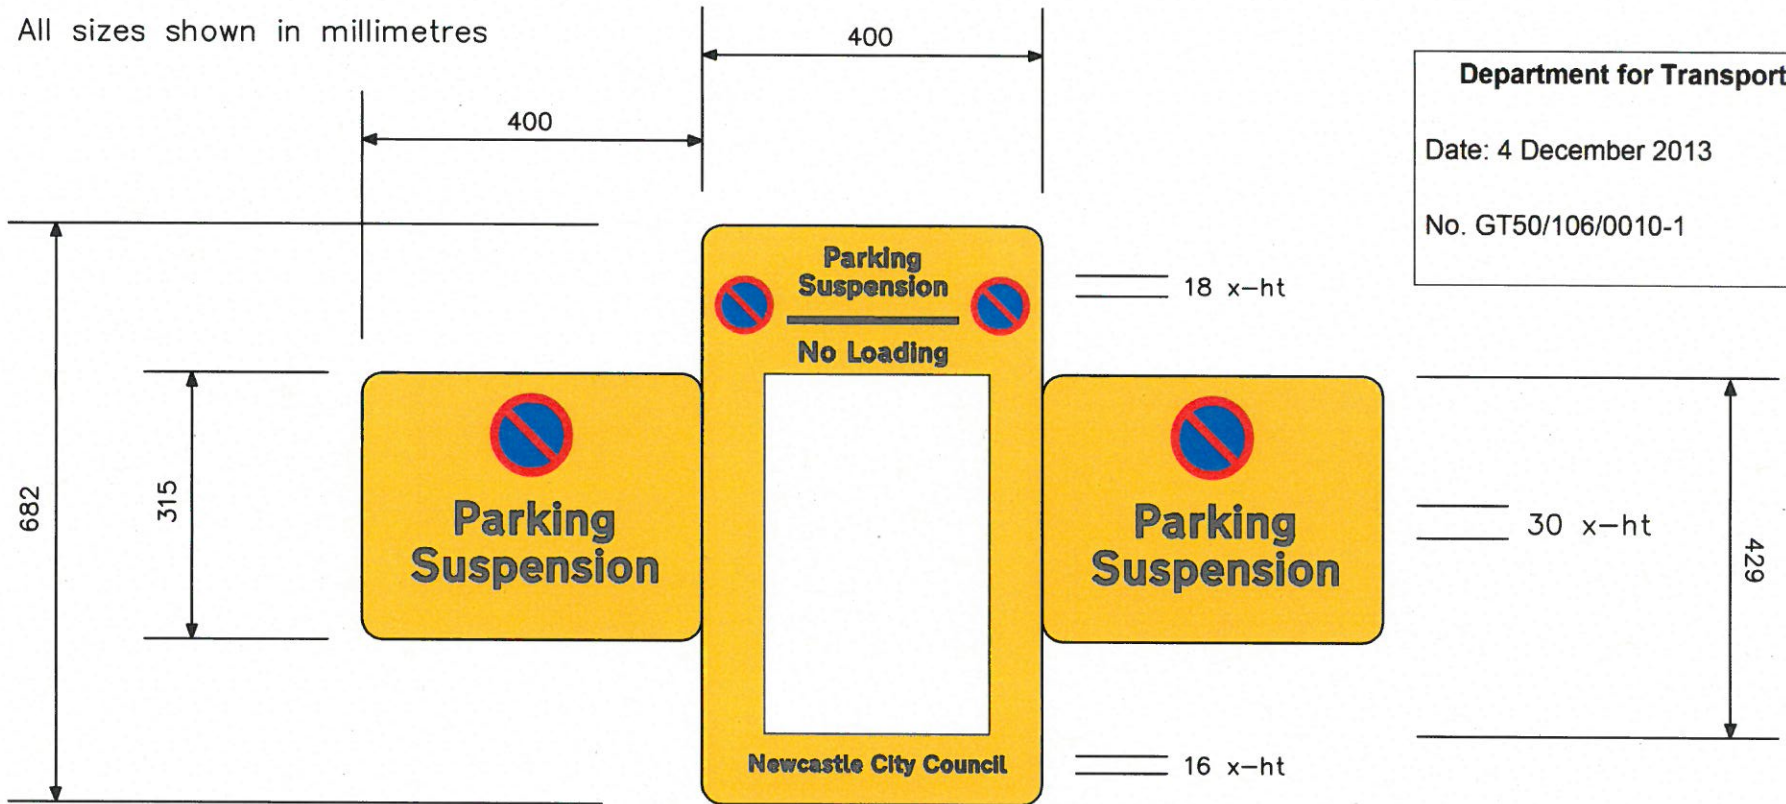 All sizes shown in millimetres
400
400
Department for Transport
Date: 4 December 2013
No. GT50/106/0010-1
682
315
Parking
Suspension
Parking
Suspension
No Loading
Newcastle City Council
Parking
Suspension
18 x-ht
30 x-ht
16 x-ht
429